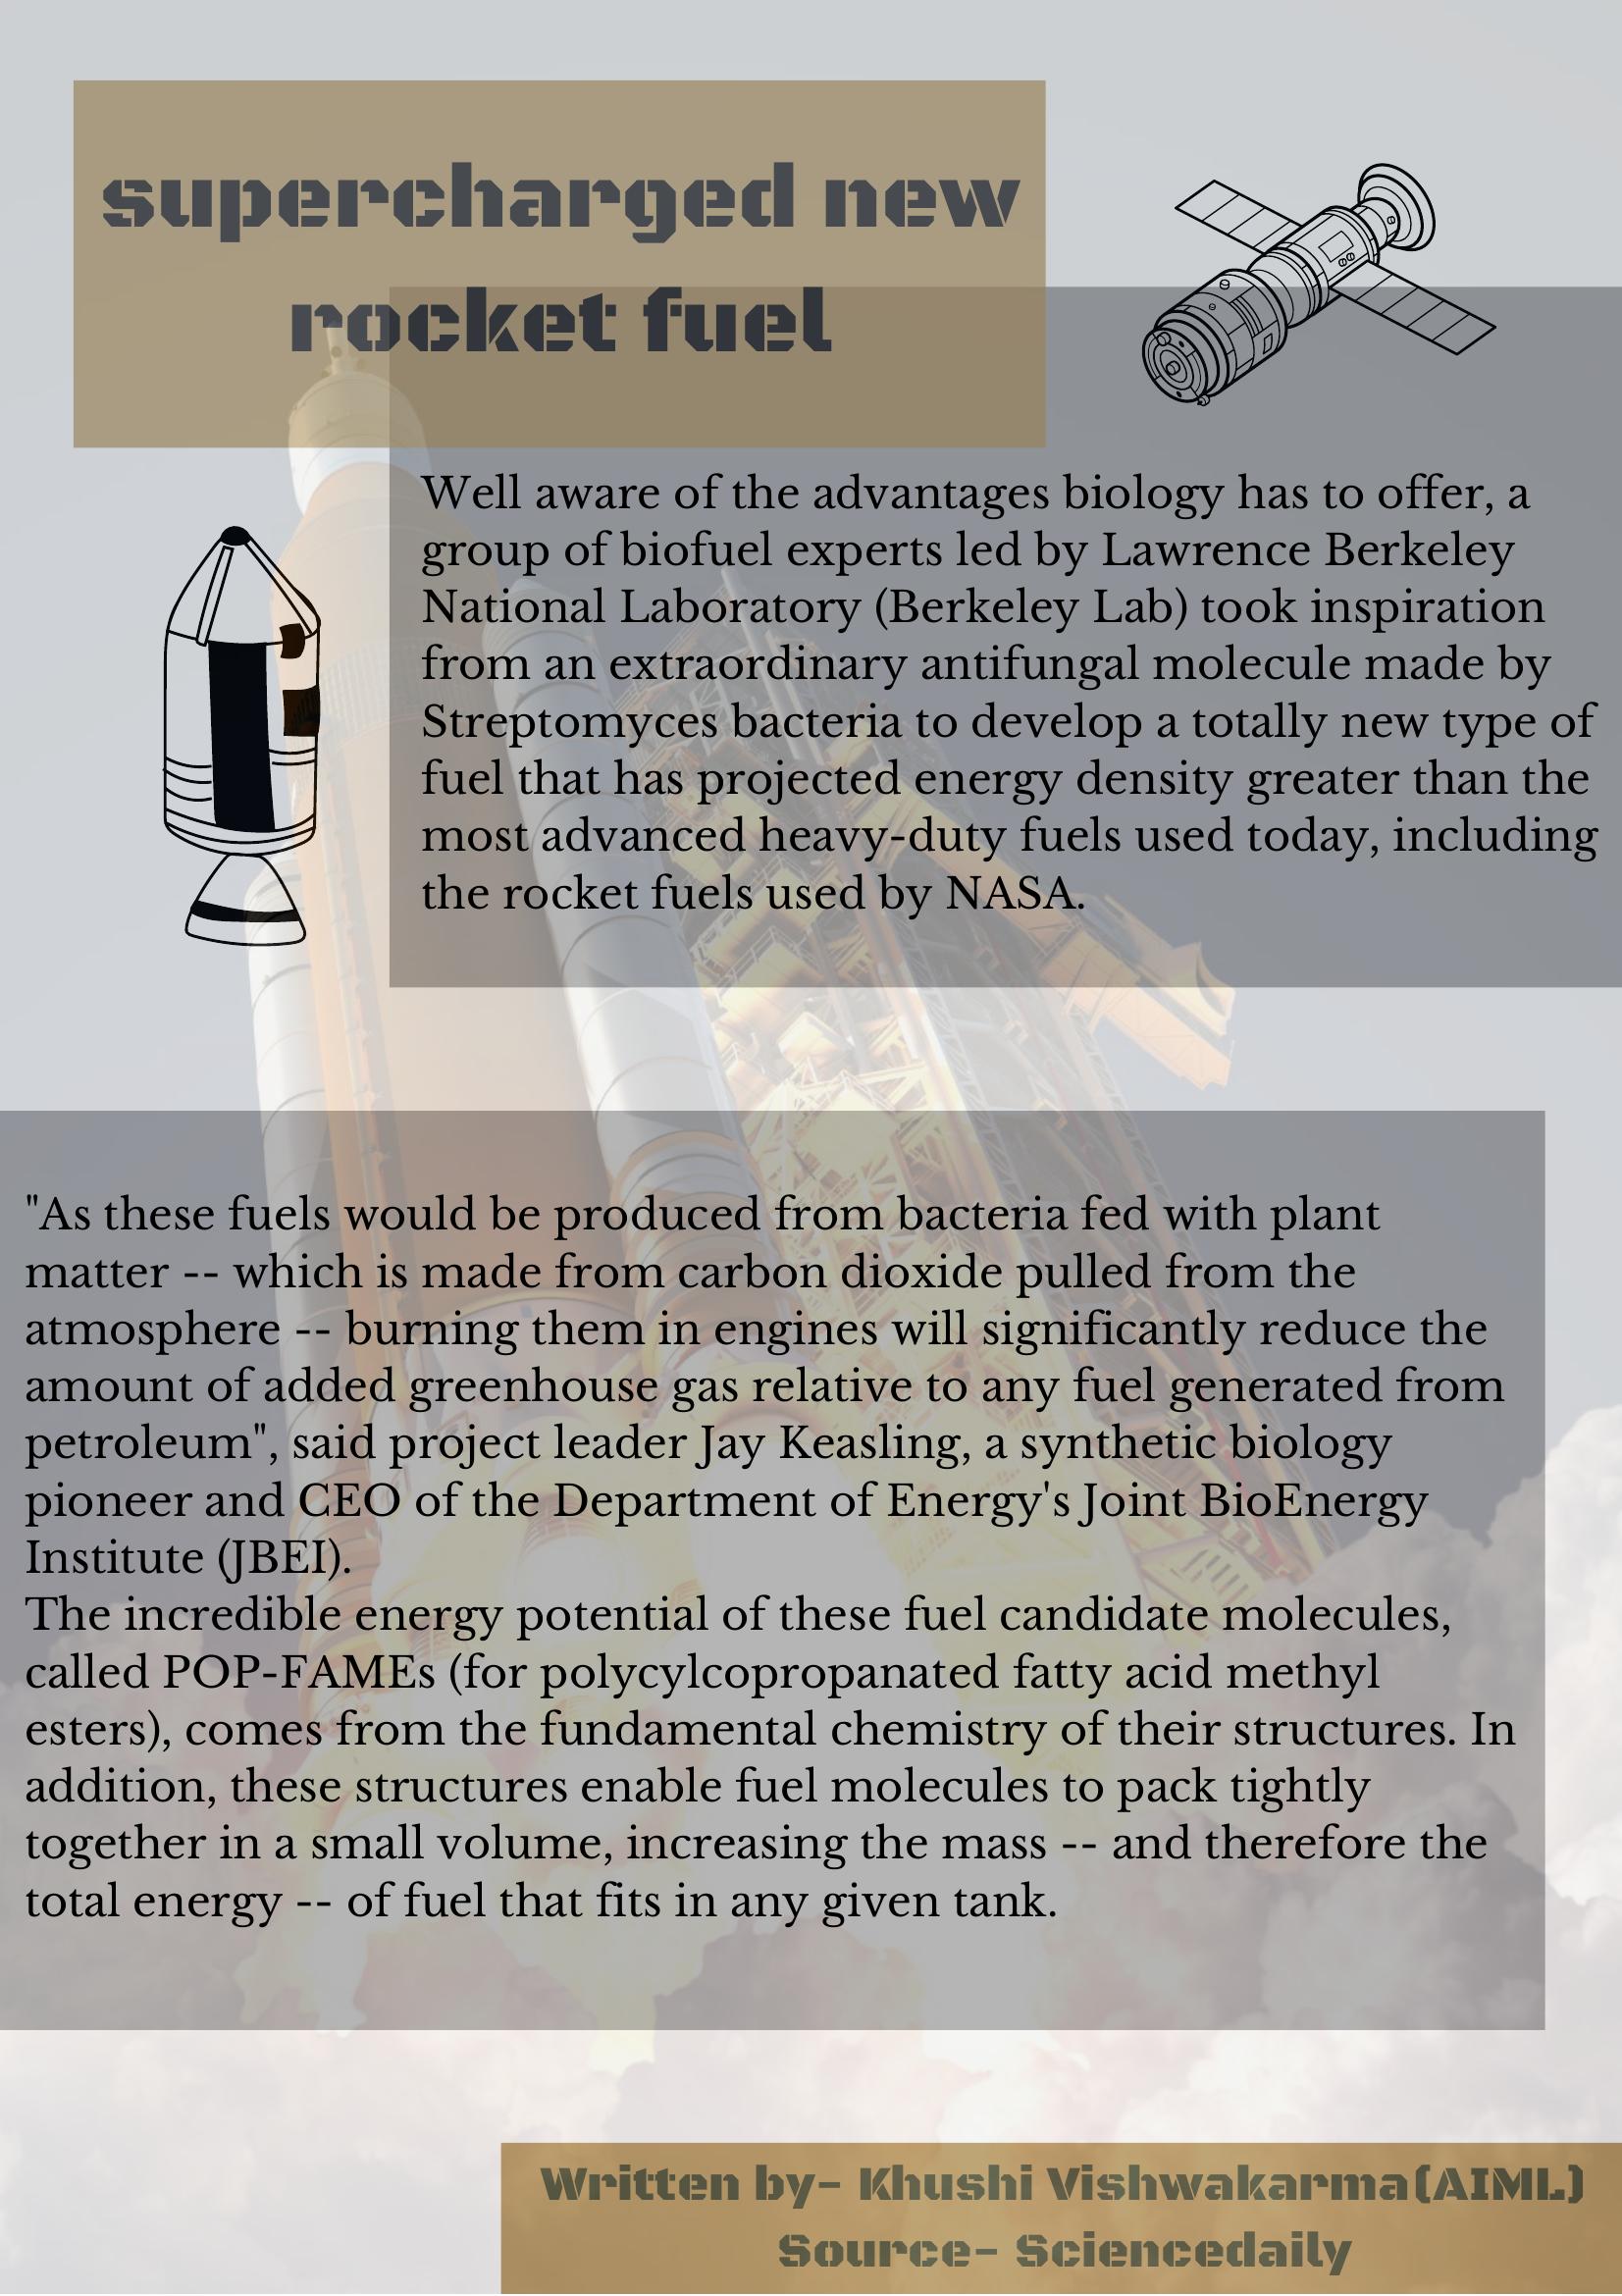 supercharged new
rocket fuel
Well aware of the advantages biology has to offer, a
group of biofuel experts led by Lawrence Berkeley
National Laboratory (Berkeley Lab) took inspiration
from an extraordinary antifungal molecule made by
Streptomyces bacteria to develop a totally new type of
fuel that has projected energy density greater than the
most advanced heavy-duty fuels used today, including
the rocket fuels used by NASA.
"As these fuels would be produced from bacteria fed with plant
matter -- which is made from carbon dioxide pulled from the
atmosphere -- burning them in engines will significantly reduce the
amount of added greenhouse gas relative to any fuel generated from
petroleum", said project leader Jay Keasling, a synthetic biology
pioneer and CEO of the Department of Energy's Joint BioEnergy
Institute (JBEI).
The incredible energy potential of these fuel candidate molecules,
called POP-FAMEs (for polycylcopropanated fatty acid methyl
esters), comes from the fundamental chemistry of their structures. In
addition, these structures enable fuel molecules to pack tightly
together in a small volume, increasing the mass -- and therefore the
total energy -- of fuel that fits in any given tank.
Written by- Khushi Vishwakarma(AIML)
Source- Sciencedaily